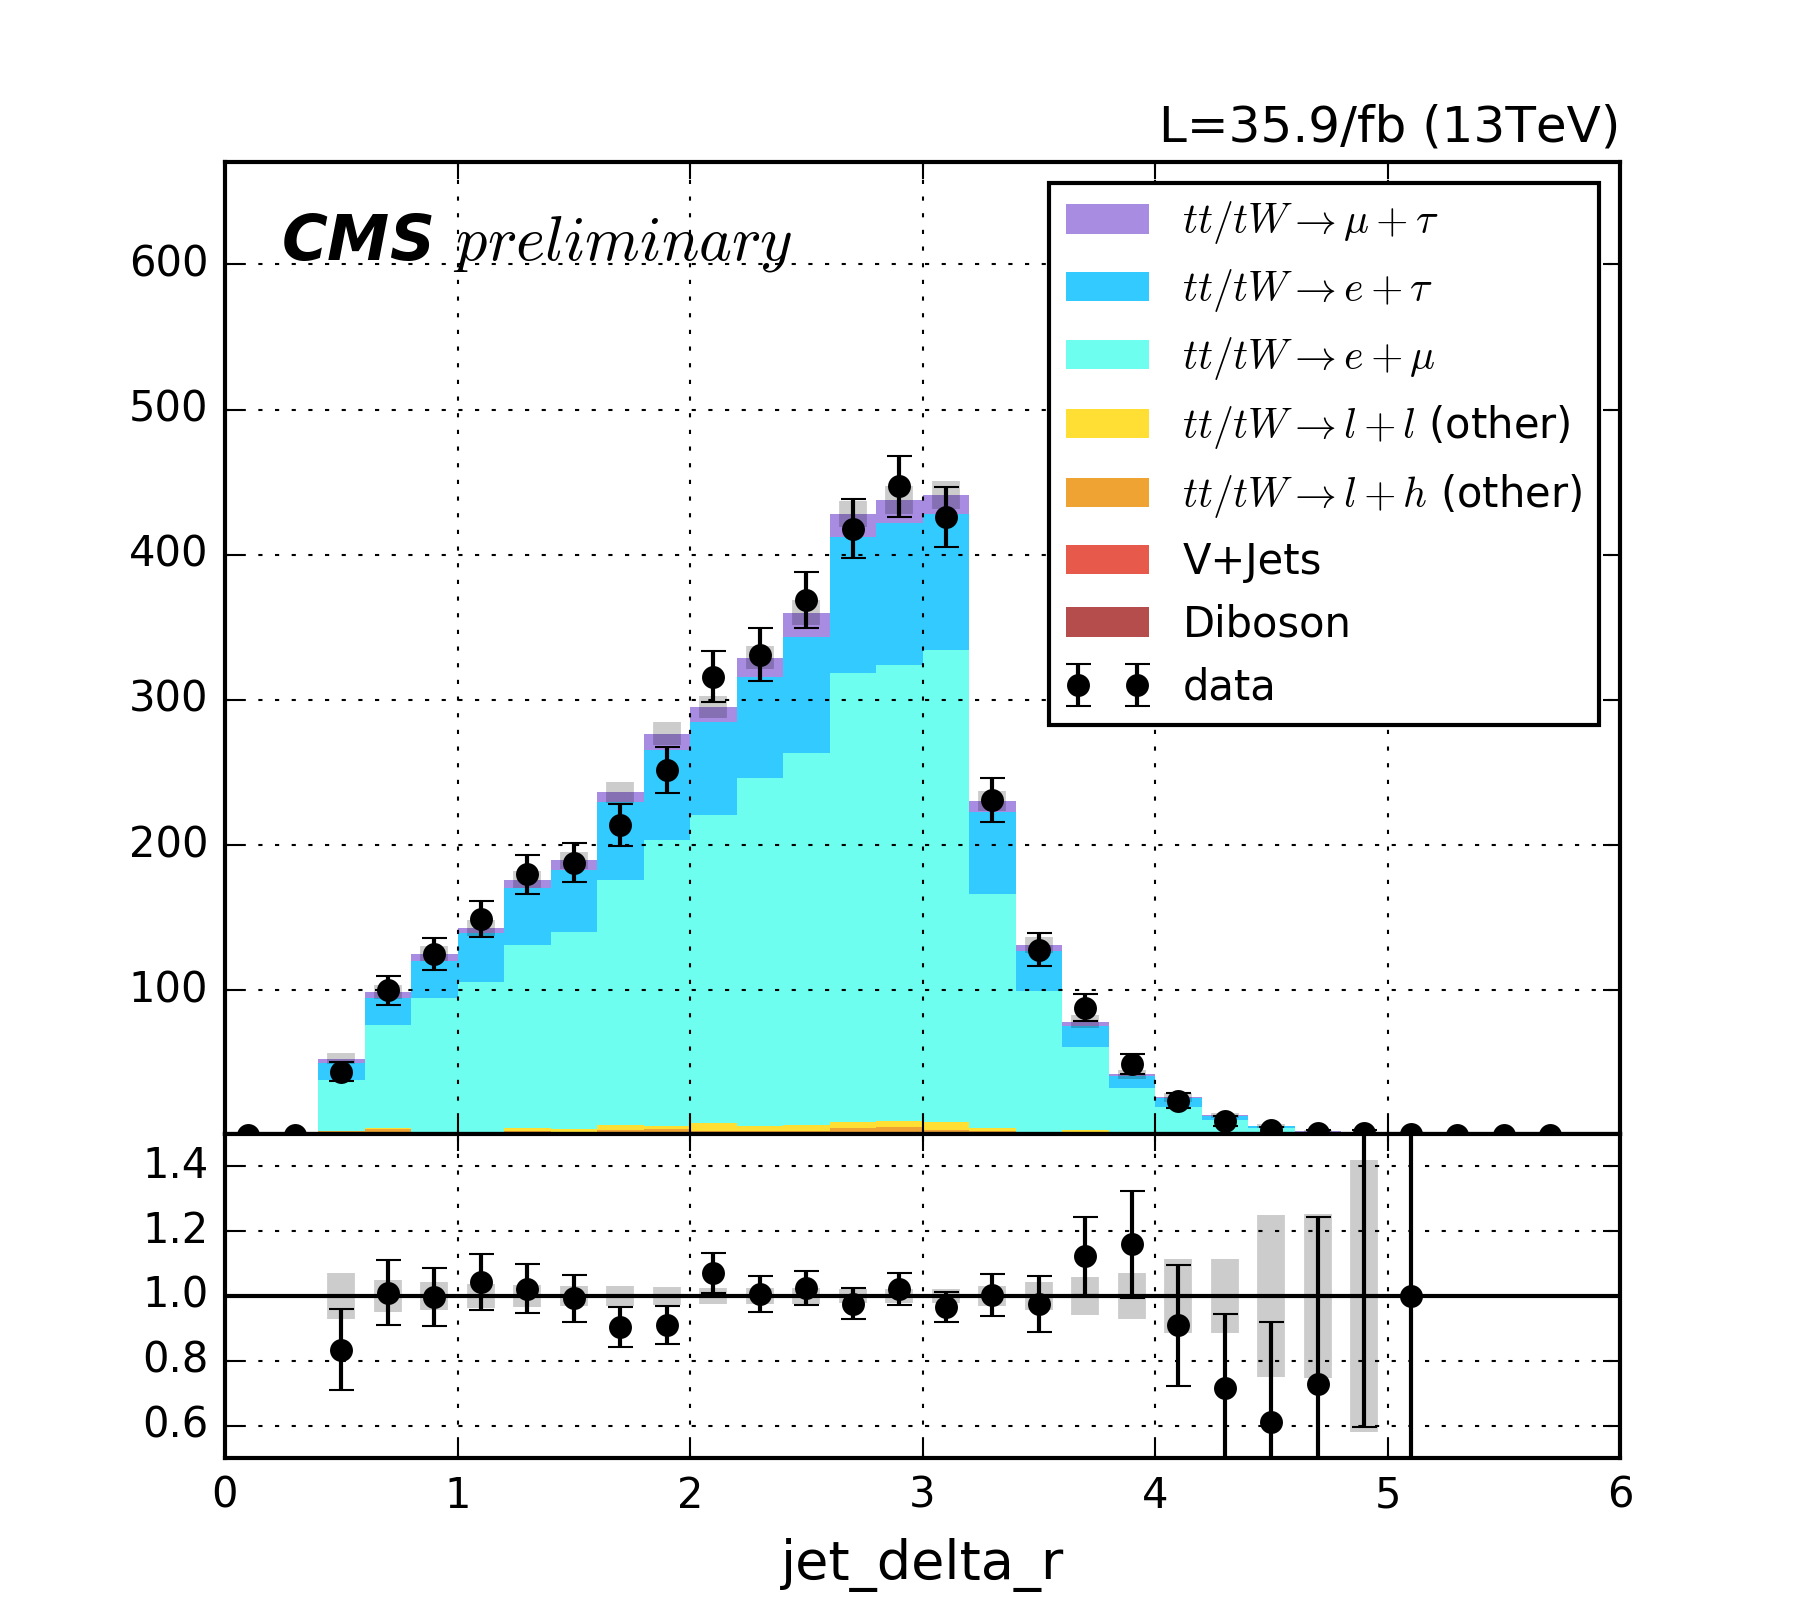 L=35.9/fb (13TeV)
CMS preliminary
tt/tW→μ+τ
tt/tW→e+τ
tt/tW→e+μ
tt/tW→l+l (other)
tt/tW→l+h (other)
V+Jets
Diboson
data
600
500
400
300
200
100
1.4
1.2
1.0
0.8
0.6
0 1 2 3 4 5 6
jet_delta_r